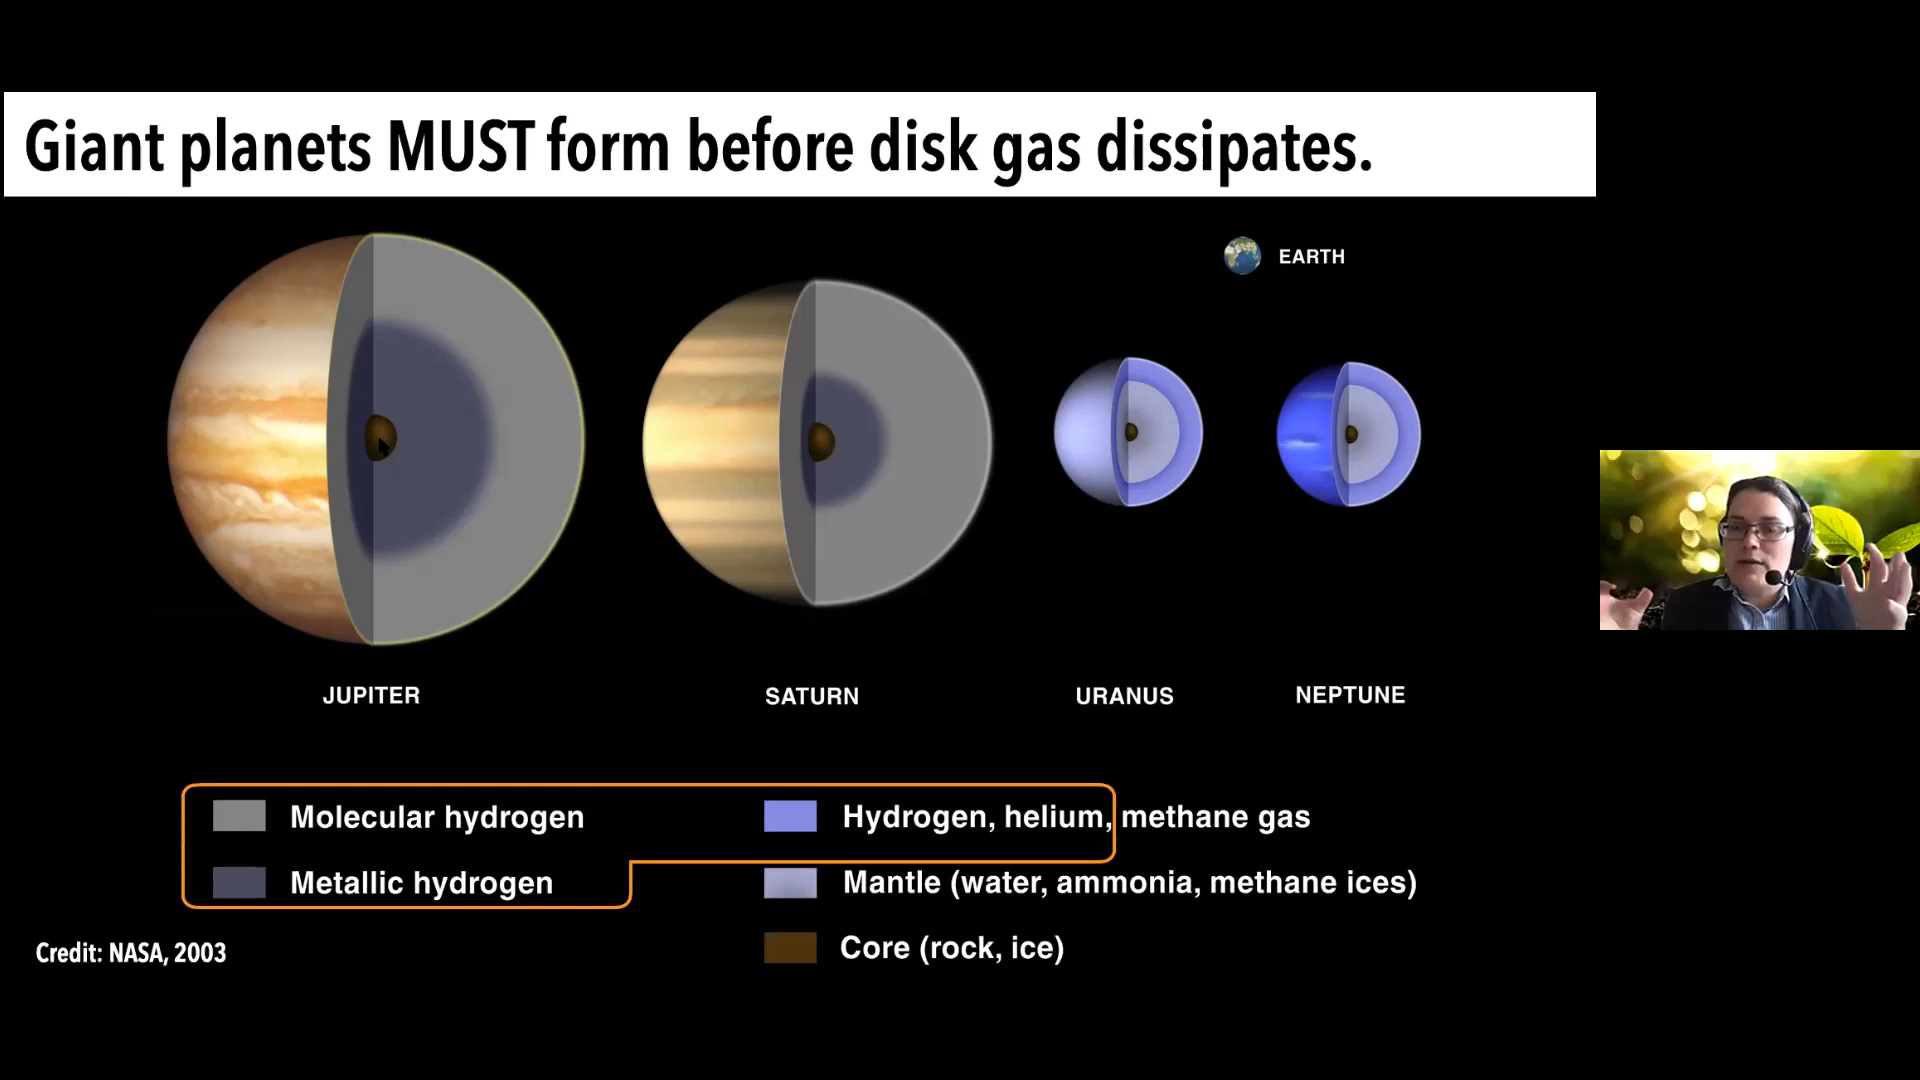 Giant planets MUST form before disk gas dissipates.
EARTH
JUPITER
SATURN
URANUS
NEPTUNE
Molecular hydrogen
Hydrogen, helium, methane gas
Metallic hydrogen
Mantle (water, ammonia, methane ices)
Core (rock, ice)
Credit: NASA, 2003